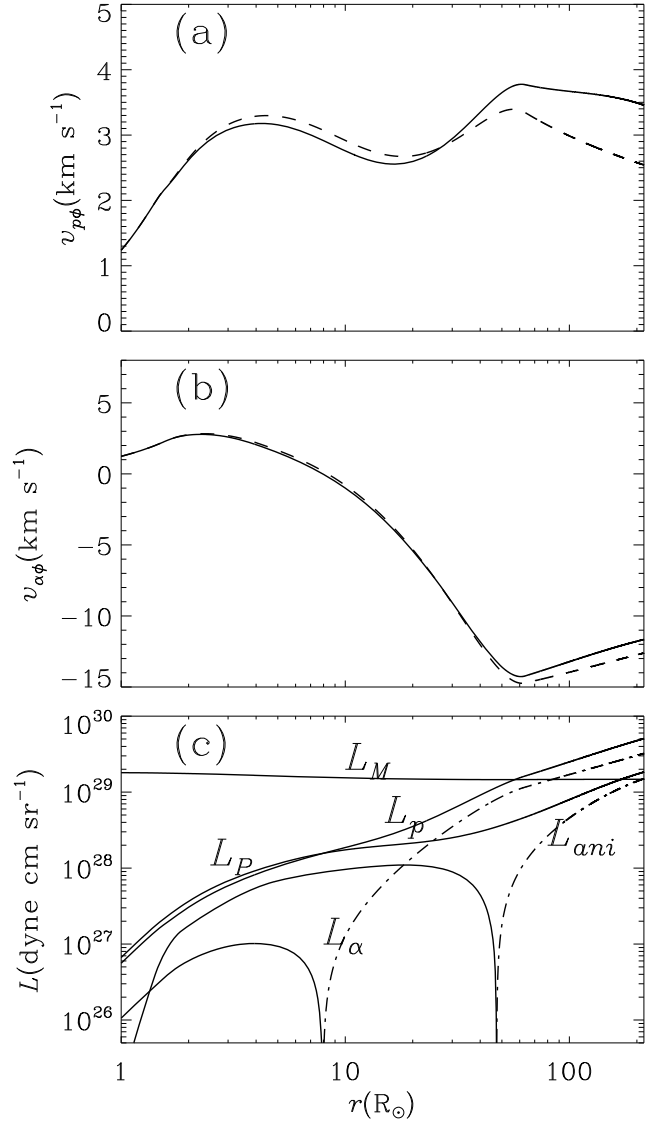 (a)
5
4
3
2
1
0
v_{pφ}(km s^{−1})
(b)
5
0
−5
−10
−15
v_{αφ}(km s^{−1})
(c)
10^{30}
10^{29}
10^{28}
10^{27}
10^{26}
L(dyne cm sr^{−1})
L_M
L_p
L_P
L_{ani}
L_α
1 10 100
r(R_⊙)